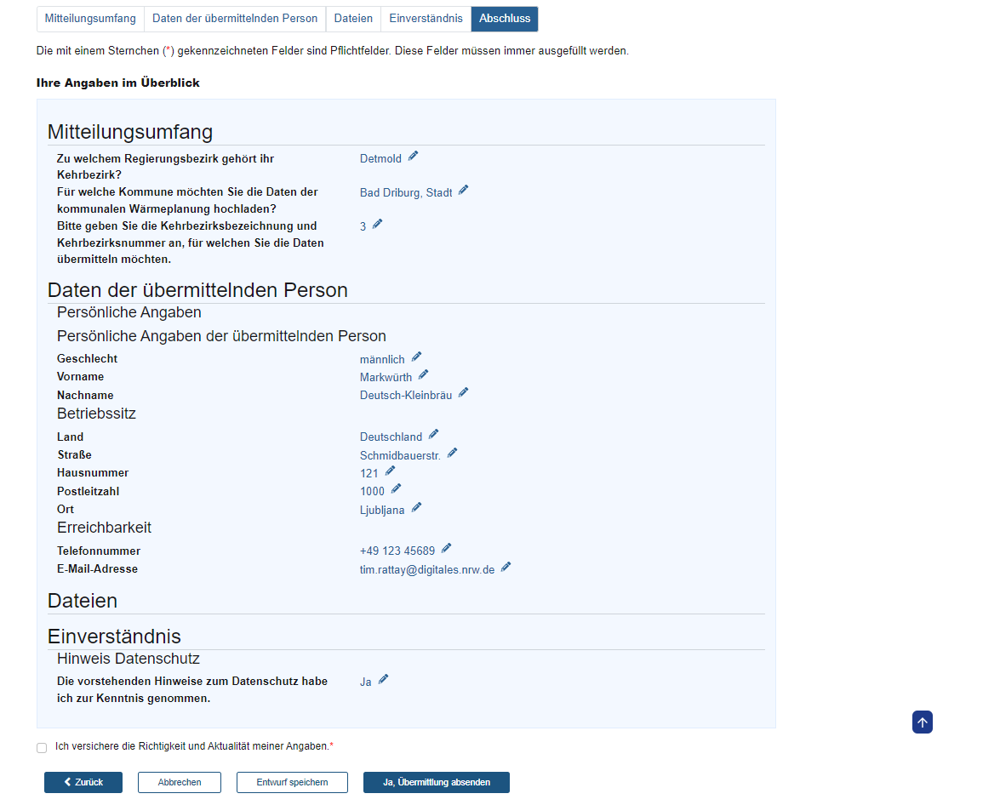 Mitteilungsumfang Daten der übermittelnden Person Dateien Einverständnis Abschluss
Die mit einem Sternchen (*) gekennzeichneten Felder sind Pflichtfelder. Diese Felder müssen immer ausgefüllt werden.
Ihre Angaben im Überblick
Mitteilungsumfang
Zu welchem Regierungsbezirk gehört ihr Detmold
Kehrbezirk?
Für welche Kommune möchten Sie die Daten der Bad Driburg, Stadt
kommunalen Wärmeplanung hochladen?
Bitte geben Sie die Kehrbezirksbezeichnung und 3
Kehrbezirksnummer an, für welchen Sie die Daten
übermitteln möchten.
Daten der übermittelnden Person
Persönliche Angaben
Persönliche Angaben der übermittelnden Person
Geschlecht männlich
Vorname Markwürth
Nachname Deutsch-Kleinbräu
Betriebssitz
Land Deutschland
Straße Schmidbauerstr.
Hausnummer 121
Postleitzahl 1000
Ort Ljubljana
Erreichbarkeit
Telefonnummer +49 123 45689
E-Mail-Adresse tim.rattay@digitales.nrw.de
Dateien
Einverständnis
Hinweis Datenschutz
Die vorstehenden Hinweise zum Datenschutz habe Ja
ich zur Kenntnis genommen.
Ich versichere die Richtigkeit und Aktualität meiner Angaben.*
Zurück Abbrechen Entwurf speichern Ja, Übermittlung absenden